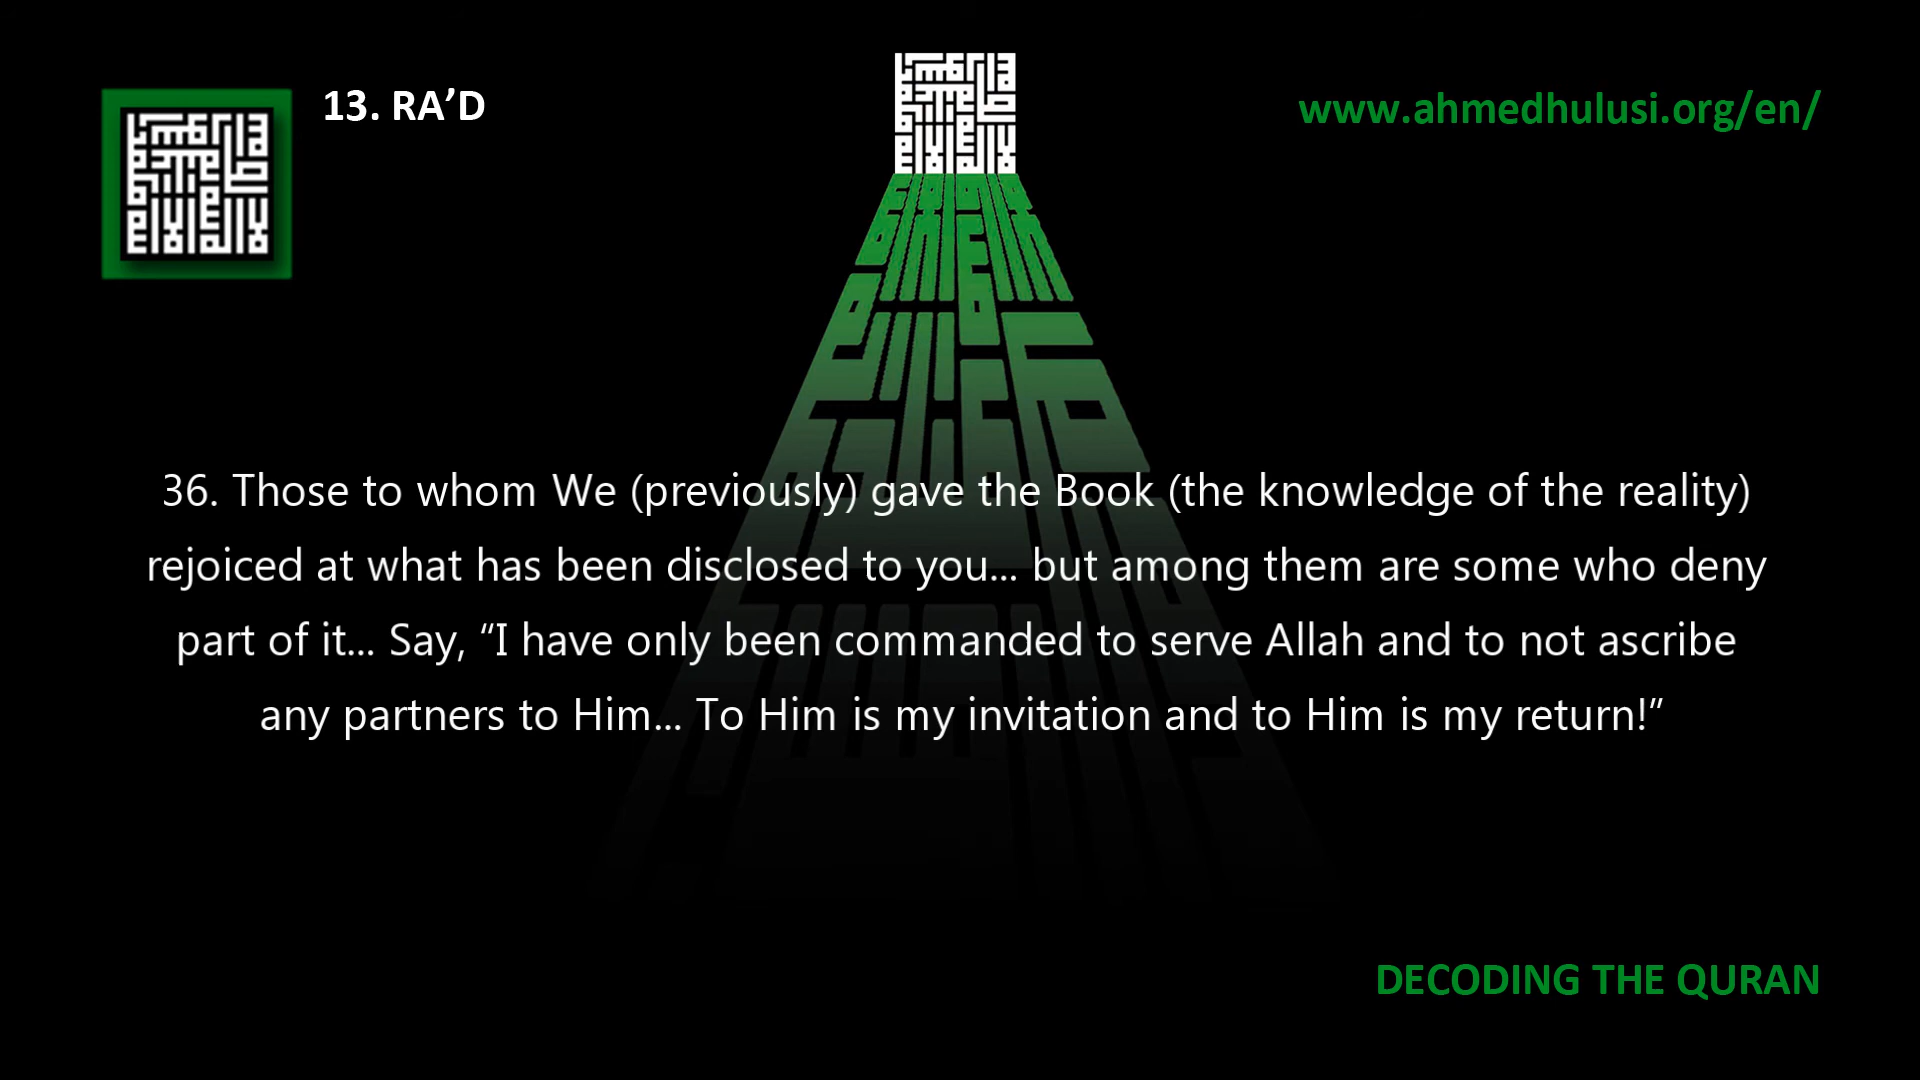 13. RA’D
www.ahmedhulusi.org/en/
36. Those to whom We (previously) gave the Book (the knowledge of the reality)
rejoiced at what has been disclosed to you... but among them are some who deny
part of it... Say, “I have only been commanded to serve Allah and to not ascribe
any partners to Him... To Him is my invitation and to Him is my return!”
DECODING THE QURAN